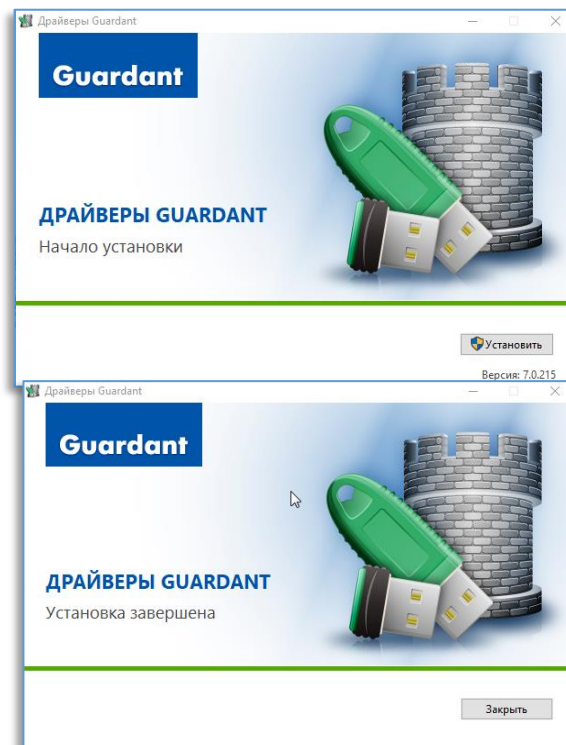 Драйверы Guardant
Guardant
ДРАЙВЕРЫ GUARDANT
Начало установки
Установить
Версия: 7.0.215
Драйверы Guardant
Guardant
ДРАЙВЕРЫ GUARDANT
Установка завершена
Закрыть